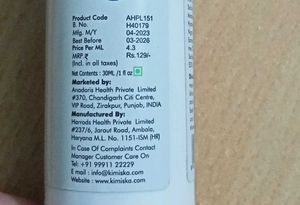 Product Code AHPL151
B. No. H40179
Mfg. M/Y 04-2023
Best Before 03-2026
Price Per ML 4.3
MRP.₹ Rs.129/-
(Incl. in all taxes)
Net Contents : 30ML /1 fl oz
Marketed by:
Anadaris Health Private Limited
#370, Chandigarh Citi Centre,
VIP Road, Zirakpur, Punjab, INDIA
Manufactured By:
Harrods Health Private Limited
#237/6, Jarout Road, Ambala,
Haryana M.L. No. 1151-ISM (HR)
In Case Of Complaints Contact
Manager Customer Care On
Tel: +91 99911 22229
E mail : info@kimiska.com
Website : www.kimiska.com